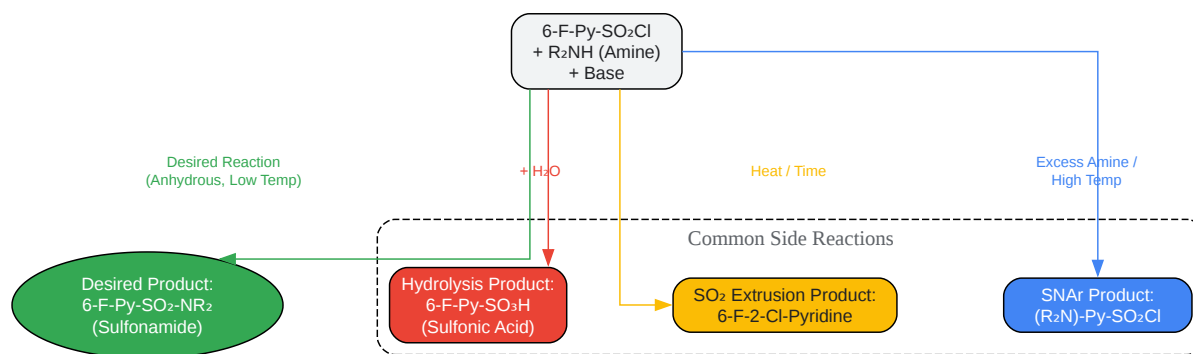 6-F-Py-SO₂Cl
+ R₂NH (Amine)
+ Base
Desired Reaction
(Anhydrous, Low Temp)
+ H₂O
Heat / Time
Excess Amine /
High Temp
Common Side Reactions
Desired Product:
6-F-Py-SO₂-NR₂
(Sulfonamide)
Hydrolysis Product:
6-F-Py-SO₃H
(Sulfonic Acid)
SO₂ Extrusion Product:
6-F-2-Cl-Pyridine
SNAr Product:
(R₂N)-Py-SO₂Cl